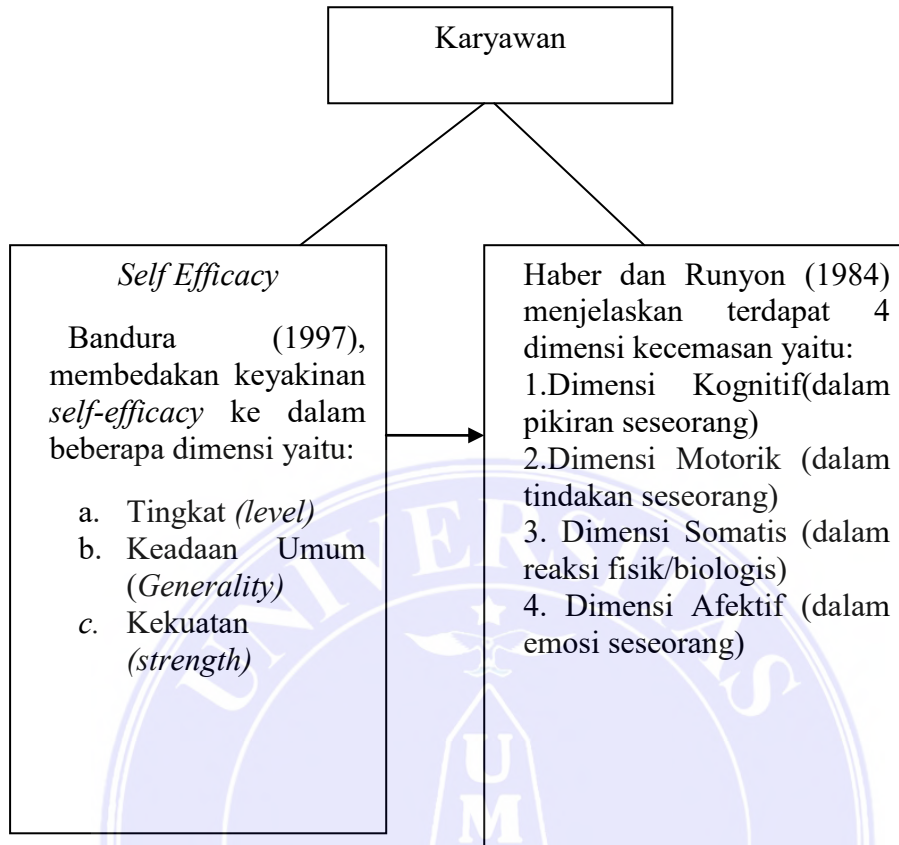 Karyawan
Self Efficacy
Bandura (1997),
membedakan keyakinan
self-efficacy ke dalam
beberapa dimensi yaitu:
a. Tingkat (level)
b. Keadaan Umum
(Generality)
c. Kekuatan
(strength)
Haber dan Runyon (1984)
menjelaskan terdapat 4
dimensi kecemasan yaitu:
1.Dimensi Kognitif(dalam
pikiran seseorang)
2.Dimensi Motorik (dalam
tindakan seseorang)
3. Dimensi Somatis (dalam
reaksi fisik/biologis)
4. Dimensi Afektif (dalam
emosi seseorang)
UNIVERSITAS
U
M